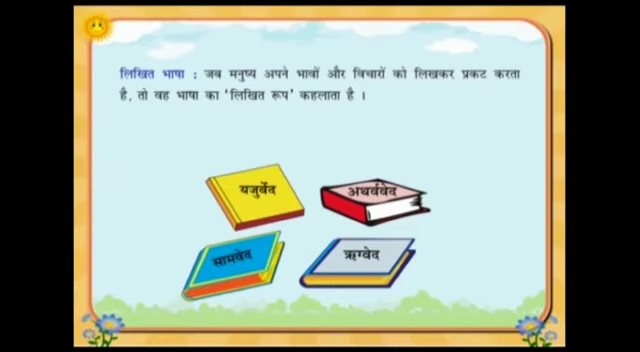 लिखित भाषा : जब मनुष्य अपने भावों और विचारों को लिखकर प्रकट करता
है, तो वह भाषा का ‘लिखित रूप’ कहलाता है ।
यजुर्वेद
अथर्ववेद
सामवेद
ऋग्वेद